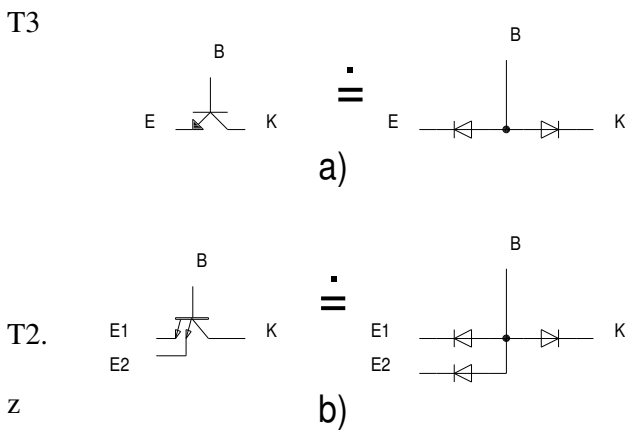 T3
B B
E K ≐ E K
a)
B B
T2. E1 K ≐ E1 K
E2 E2
z b)